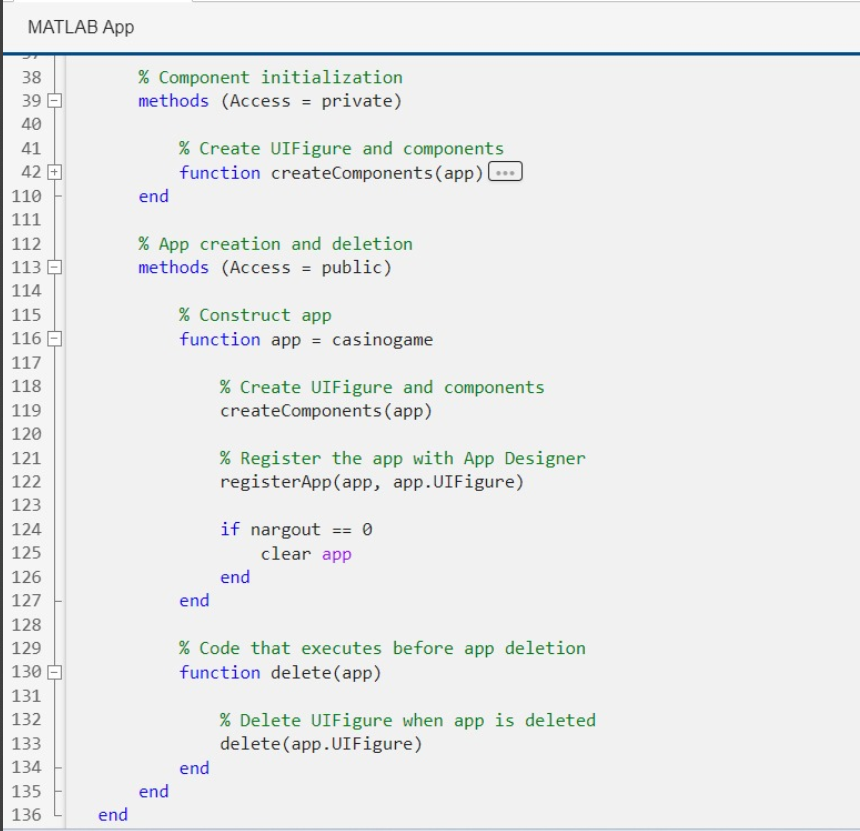 MATLAB App
37
38 % Component initialization
39 methods (Access = private)
40
41 % Create UIFigure and components
42 function createComponents(app) ...
110 end
111
112 % App creation and deletion
113 methods (Access = public)
114
115 % Construct app
116 function app = casinogame
117
118 % Create UIFigure and components
119 createComponents(app)
120
121 % Register the app with App Designer
122 registerApp(app, app.UIFigure)
123
124 if nargout == 0
125 clear app
126 end
127 end
128
129 % Code that executes before app deletion
130 function delete(app)
131
132 % Delete UIFigure when app is deleted
133 delete(app.UIFigure)
134 end
135 end
136 end